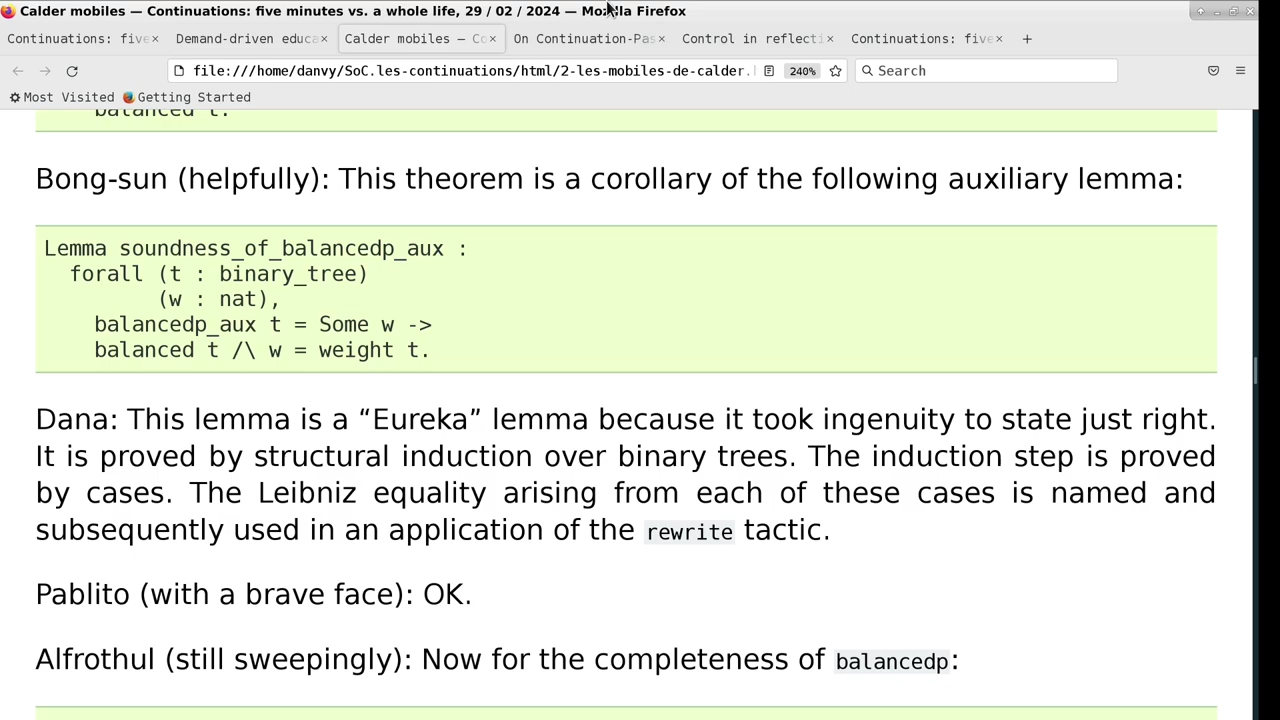 Calder mobiles — Continuations: five minutes vs. a whole life, 29 / 02 / 2024 — Mozilla Firefox
Continuations: five× Demand-driven educa× Calder mobiles — Co× On Continuation-Pas× Control in reflecti× Continuations: five× +
file:///home/danvy/SoC.les-continuations/html/2-les-mobiles-de-calder. 240% Search
Most Visited Getting Started
balanced t.
Bong-sun (helpfully): This theorem is a corollary of the following auxiliary lemma:
Lemma soundness_of_balancedp_aux :
forall (t : binary_tree)
(w : nat),
balancedp_aux t = Some w ->
balanced t /\ w = weight t.
Dana: This lemma is a “Eureka” lemma because it took ingenuity to state just right.
It is proved by structural induction over binary trees. The induction step is proved
by cases. The Leibniz equality arising from each of these cases is named and
subsequently used in an application of the rewrite tactic.
Pablito (with a brave face): OK.
Alfrothul (still sweepingly): Now for the completeness of balancedp: